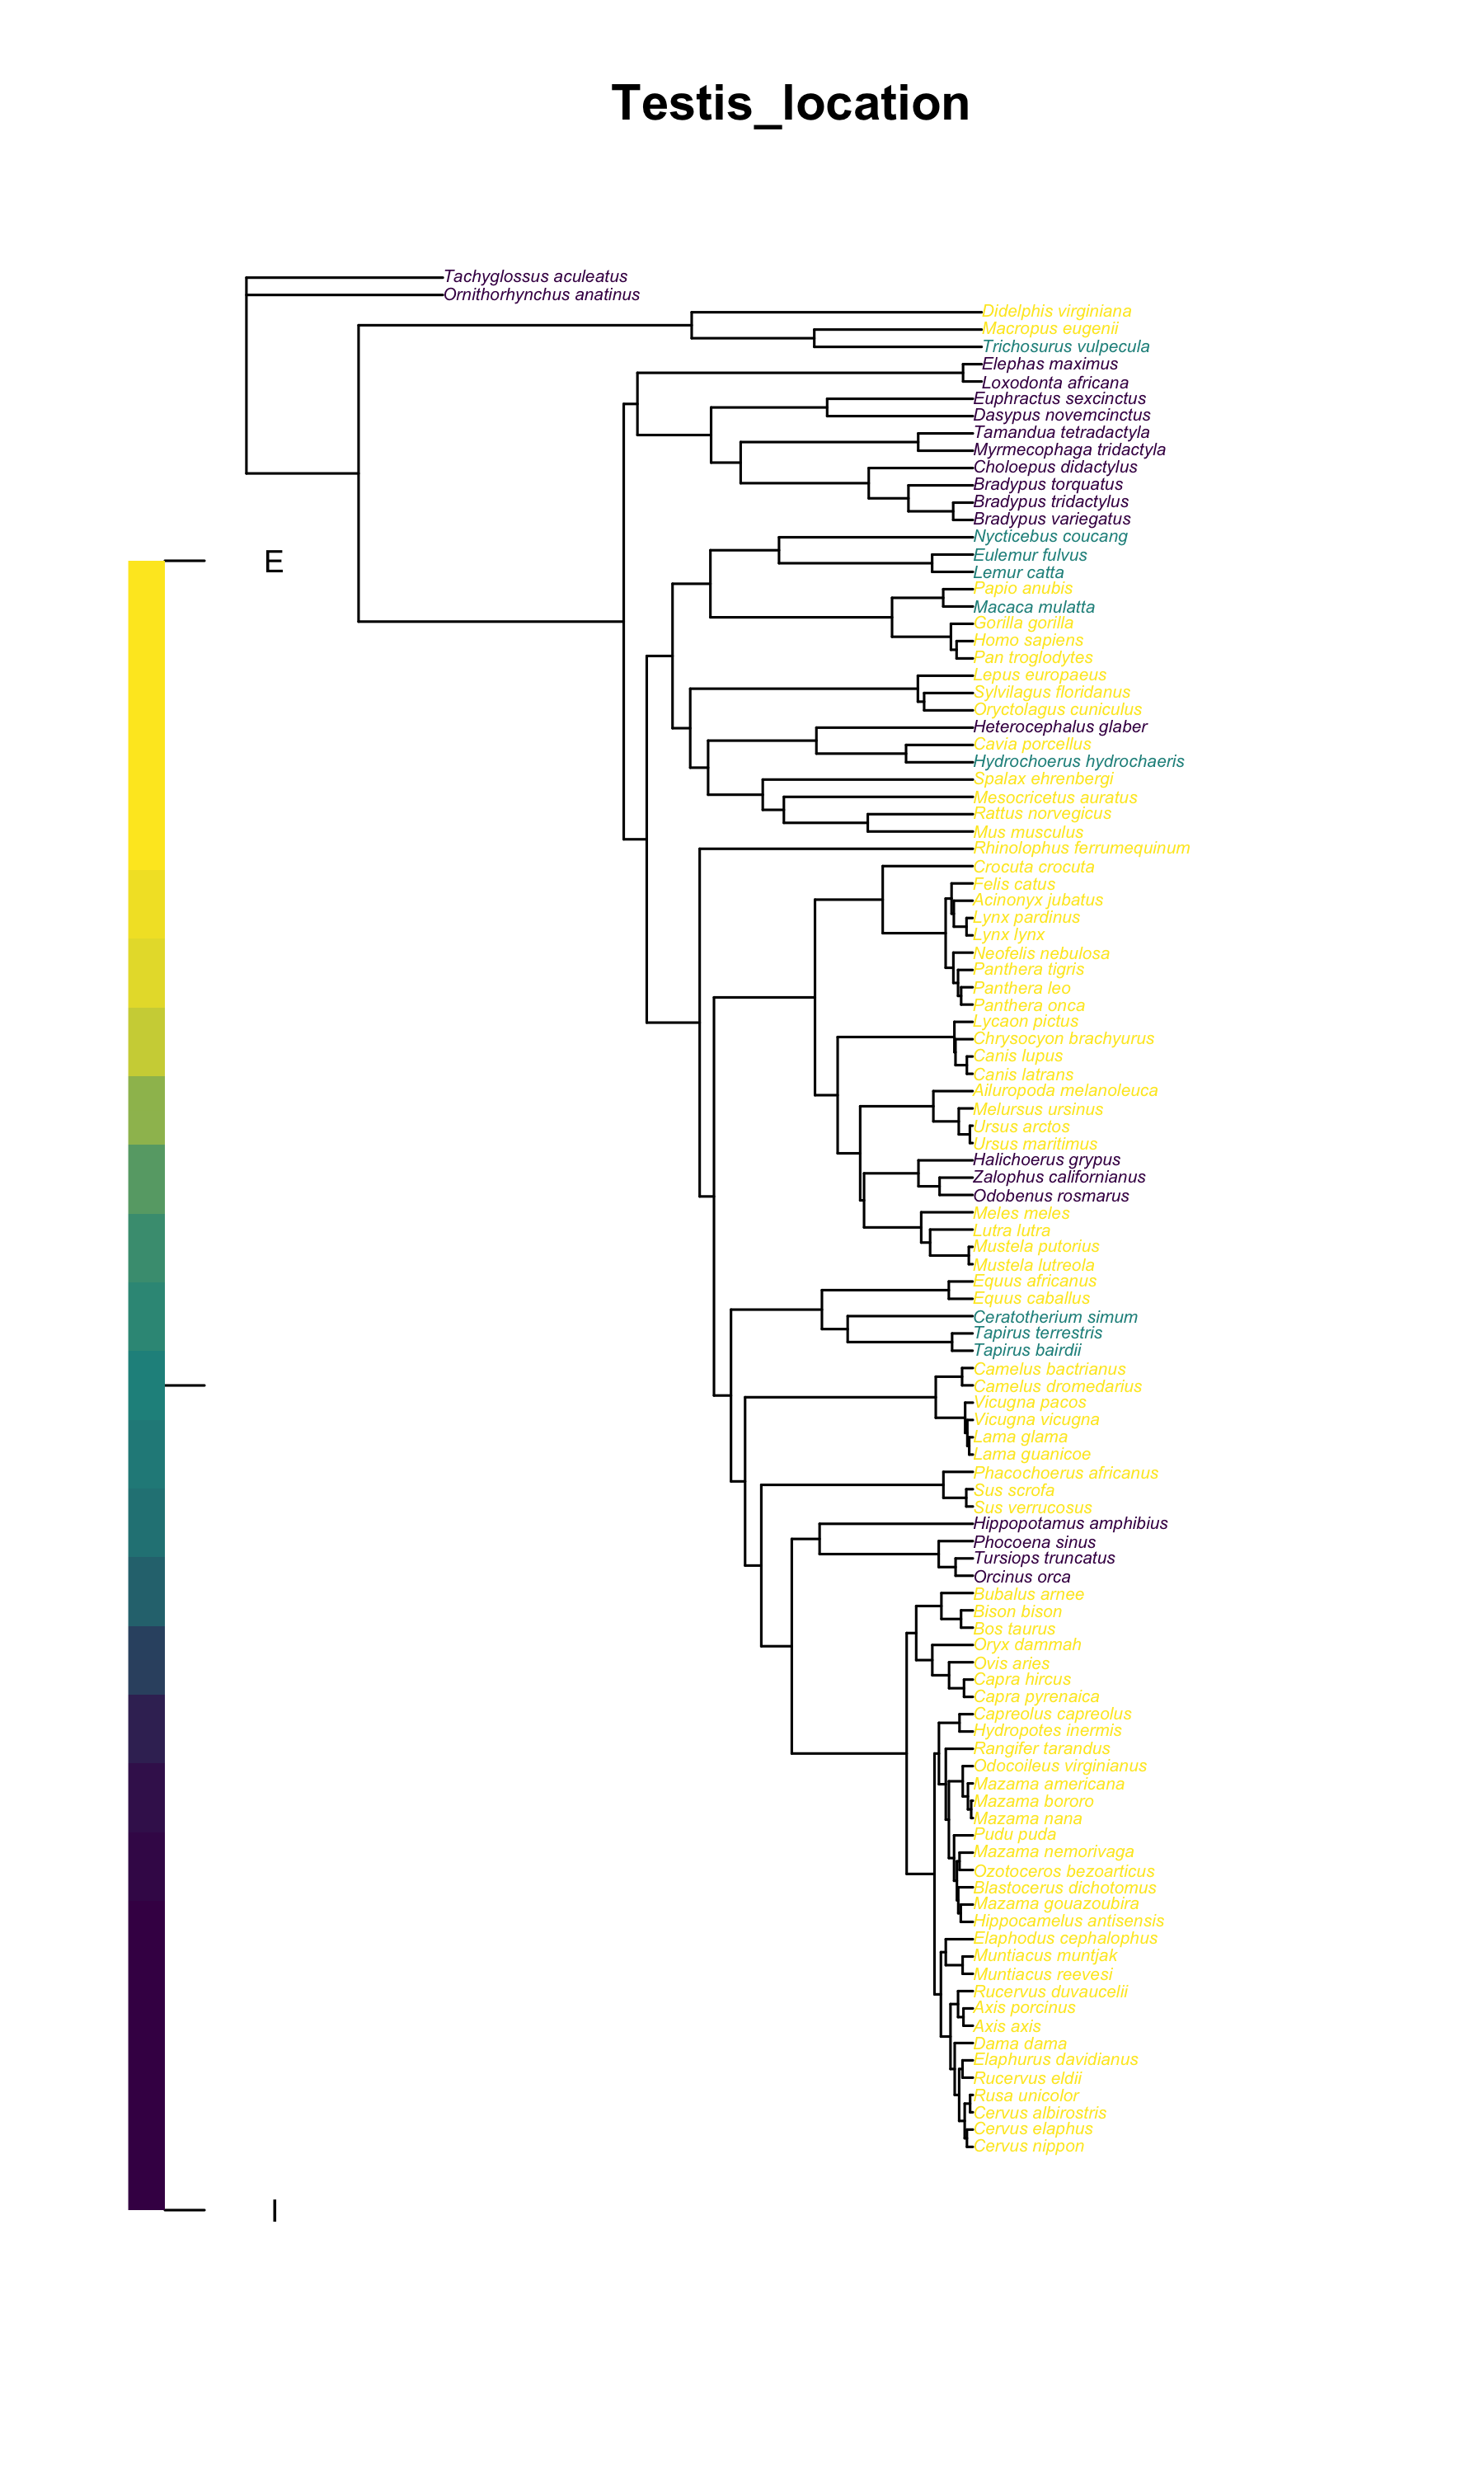 Testis_location
Tachyglossus aculeatus
Ornithorhynchus anatinus
Didelphis virginiana
Macropus eugenii
Trichosurus vulpecula
Elephas maximus
Loxodonta africana
Euphractus sexcinctus
Dasypus novemcinctus
Tamandua tetradactyla
Myrmecophaga tridactyla
Choloepus didactylus
Bradypus torquatus
Bradypus tridactylus
Bradypus variegatus
Nycticebus coucang
E
Eulemur fulvus
Lemur catta
Papio anubis
Macaca mulatta
Gorilla gorilla
Homo sapiens
Pan troglodytes
Lepus europaeus
Sylvilagus floridanus
Oryctolagus cuniculus
Heterocephalus glaber
Cavia porcellus
Hydrochoerus hydrochaeris
Spalax ehrenbergi
Mesocricetus auratus
Rattus norvegicus
Mus musculus
Rhinolophus ferrumequinum
Crocuta crocuta
Felis catus
Acinonyx jubatus
Lynx pardinus
Lynx lynx
Neofelis nebulosa
Panthera tigris
Panthera leo
Panthera onca
Lycaon pictus
Chrysocyon brachyurus
Canis lupus
Canis latrans
Ailuropoda melanoleuca
Melursus ursinus
Ursus arctos
Ursus maritimus
Halichoerus grypus
Zalophus californianus
Odobenus rosmarus
Meles meles
Lutra lutra
Mustela putorius
Mustela lutreola
Equus africanus
Equus caballus
Ceratotherium simum
Tapirus terrestris
Tapirus bairdii
Camelus bactrianus
Camelus dromedarius
Vicugna pacos
Vicugna vicugna
Lama glama
Lama guanicoe
Phacochoerus africanus
Sus scrofa
Sus verrucosus
Hippopotamus amphibius
Phocoena sinus
Tursiops truncatus
Orcinus orca
Bubalus arnee
Bison bison
Bos taurus
Oryx dammah
Ovis aries
Capra hircus
Capra pyrenaica
Capreolus capreolus
Hydropotes inermis
Rangifer tarandus
Odocoileus virginianus
Mazama americana
Mazama bororo
Mazama nana
Pudu puda
Mazama nemorivaga
Ozotoceros bezoarticus
Blastocerus dichotomus
Mazama gouazoubira
Hippocamelus antisensis
Elaphodus cephalophus
Muntiacus muntjak
Muntiacus reevesi
Rucervus duvaucelii
Axis porcinus
Axis axis
Dama dama
Elaphurus davidianus
Rucervus eldii
Rusa unicolor
Cervus albirostris
Cervus elaphus
Cervus nippon
I